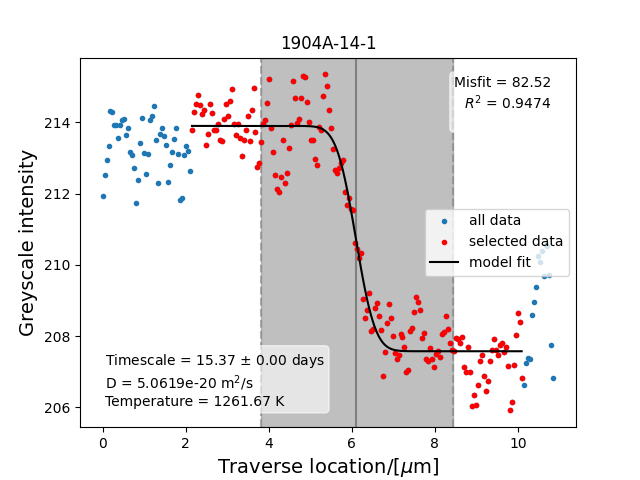 1904A-14-1
Misfit = 82.52
R² = 0.9474
Greyscale intensity
214
212
210
208
206
all data
selected data
model fit
Timescale = 15.37 ± 0.00 days
D = 5.0619e-20 m²/s
Temperature = 1261.67 K
0 2 4 6 8 10
Traverse location/[μm]